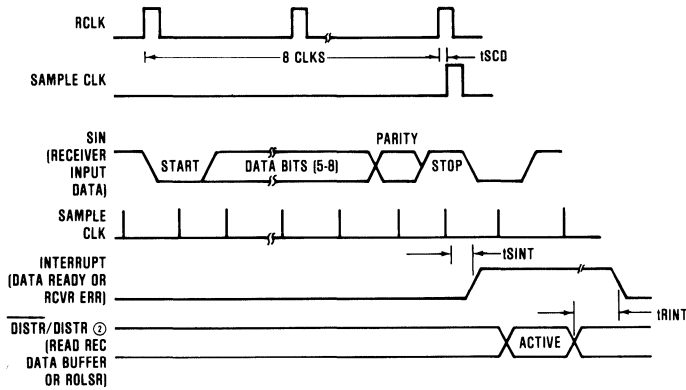 RCLK
8 CLKS
tSCD
SAMPLE CLK
SIN
(RECEIVER
INPUT
DATA)
START
DATA BITS (5-8)
PARITY
STOP
SAMPLE
CLK
INTERRUPT
(DATA READY OR
RCVR ERR)
tSINT
tRINT
DISTR/DISTR ②
(READ REC
DATA BUFFER
OR ROLSR)
ACTIVE